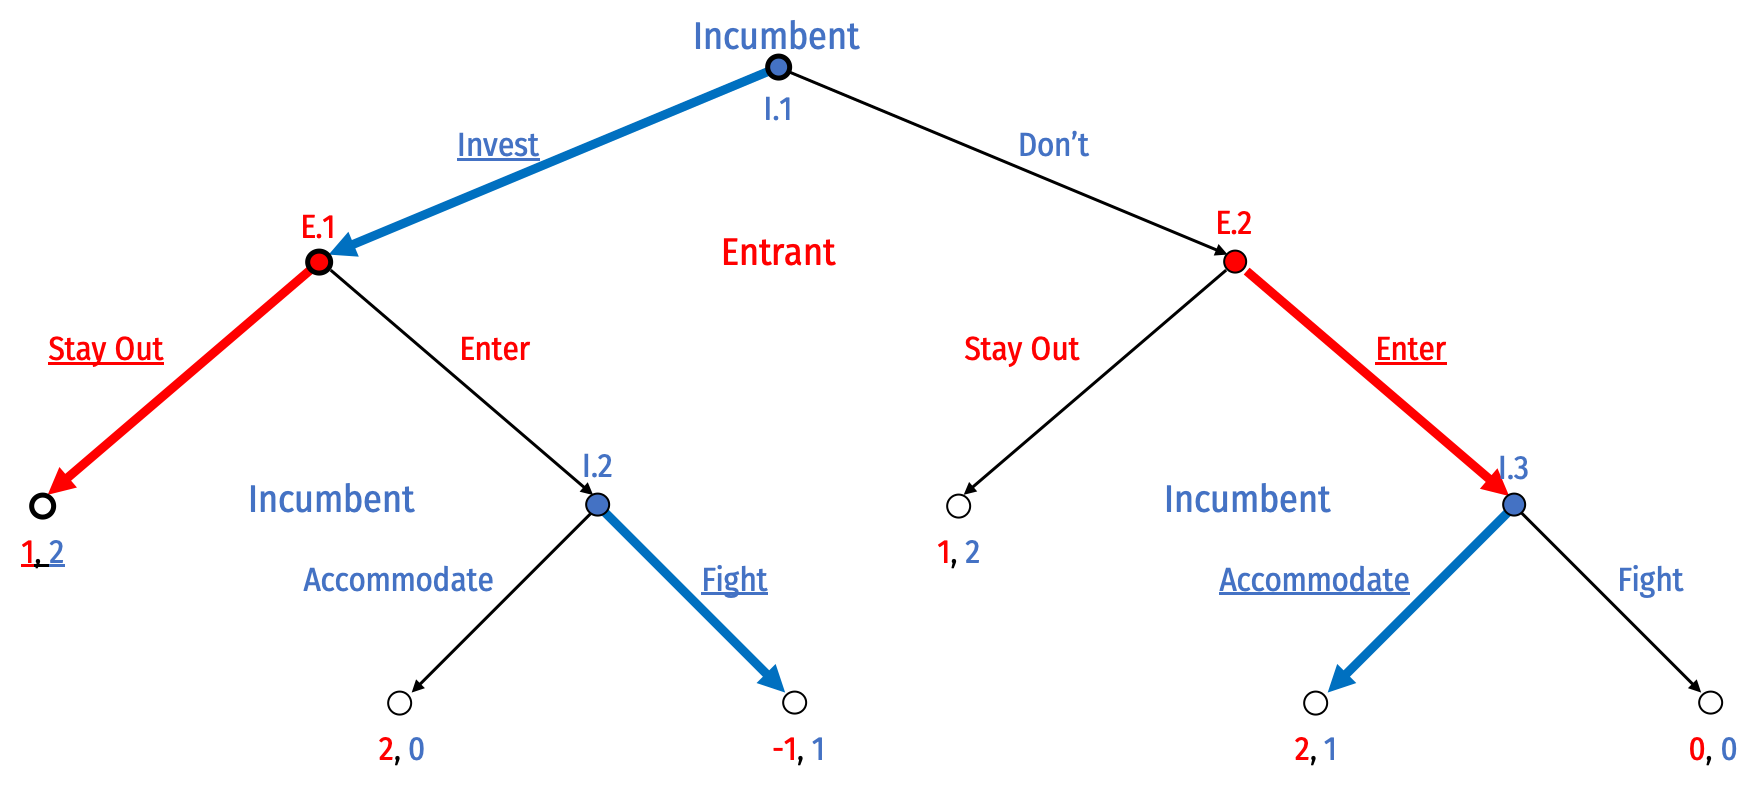 Incumbent
I.1
Invest
Don’t
E.1
E.2
Entrant
Stay Out
Enter
Stay Out
Enter
I.2
I.3
Incumbent
Incumbent
1, 2
1, 2
Accommodate
Fight
Accommodate
Fight
2, 0
-1, 1
2, 1
0, 0